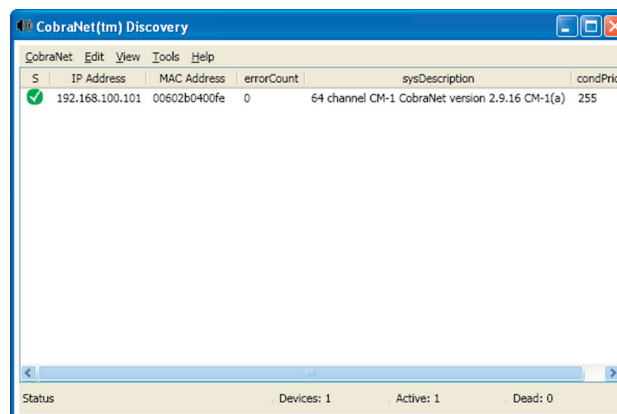 CobraNet(tm) Discovery
CobraNet Edit View Tools Help
S IP Address MAC Address errorCount sysDescription condPric
192.168.100.101 00602b0400fe 0 64 channel CM-1 CobraNet version 2.9.16 CM-1(a) 255
Status Devices: 1 Active: 1 Dead: 0